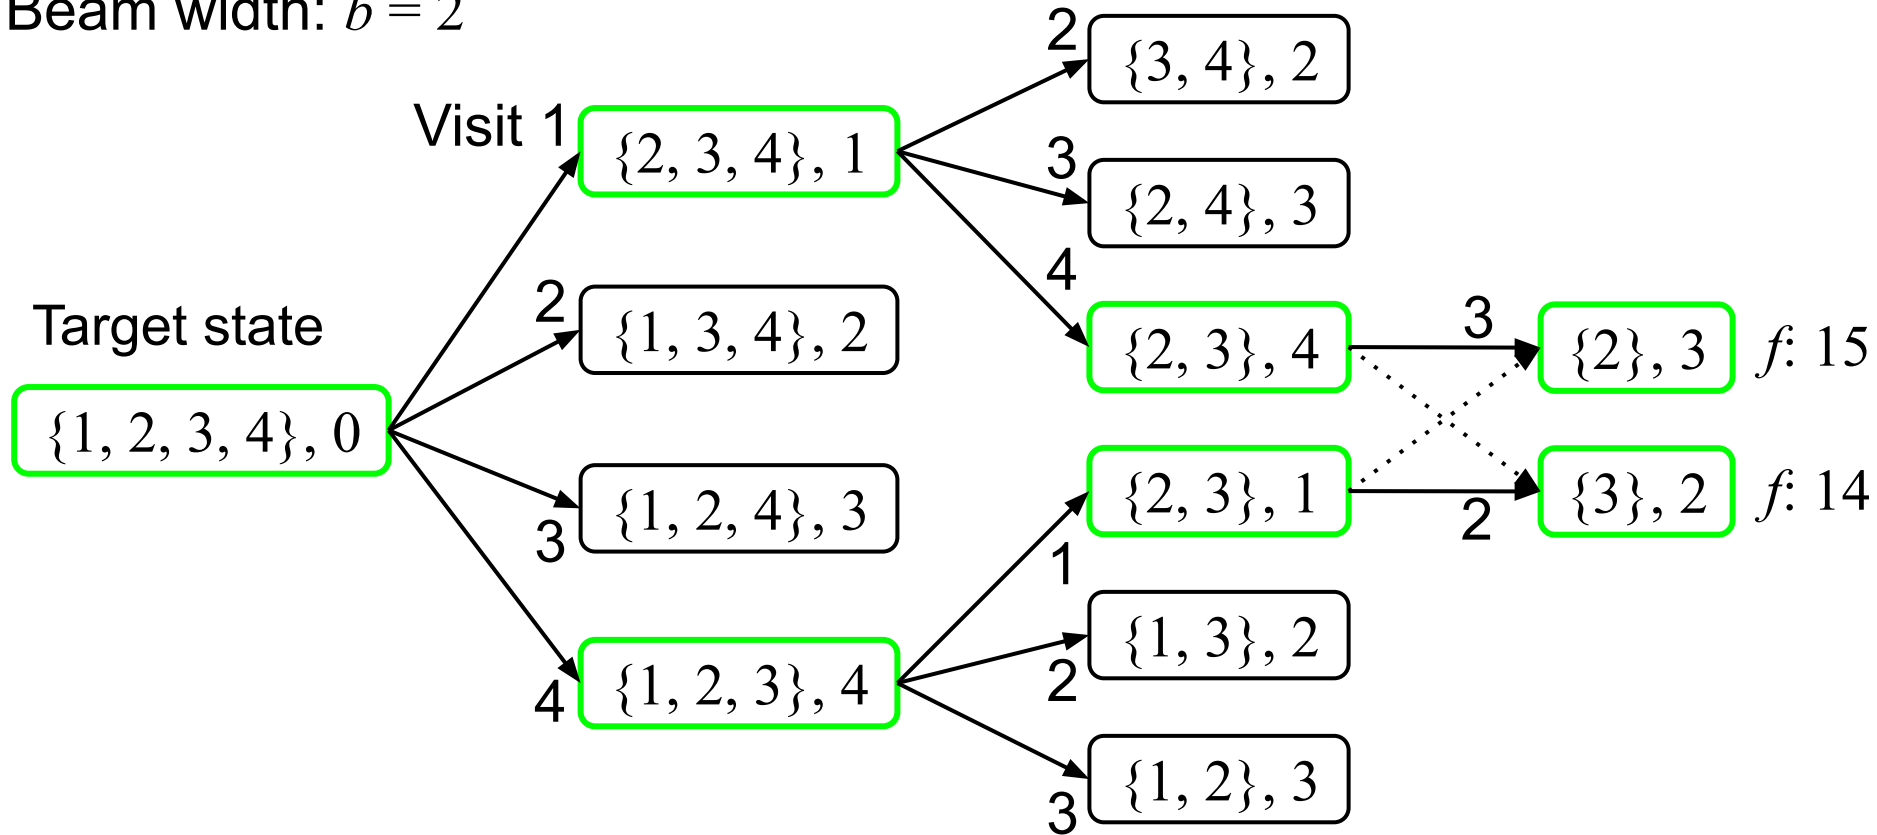 Beam width: b = 2
Target state
{1, 2, 3, 4}, 0
Visit 1
2
3
4
{2, 3, 4}, 1
{1, 3, 4}, 2
{1, 2, 4}, 3
{1, 2, 3}, 4
2
3
4
1
2
3
{3, 4}, 2
{2, 4}, 3
{2, 3}, 4
{2, 3}, 1
{1, 3}, 2
{1, 2}, 3
3
2
{2}, 3 f: 15
{3}, 2 f: 14